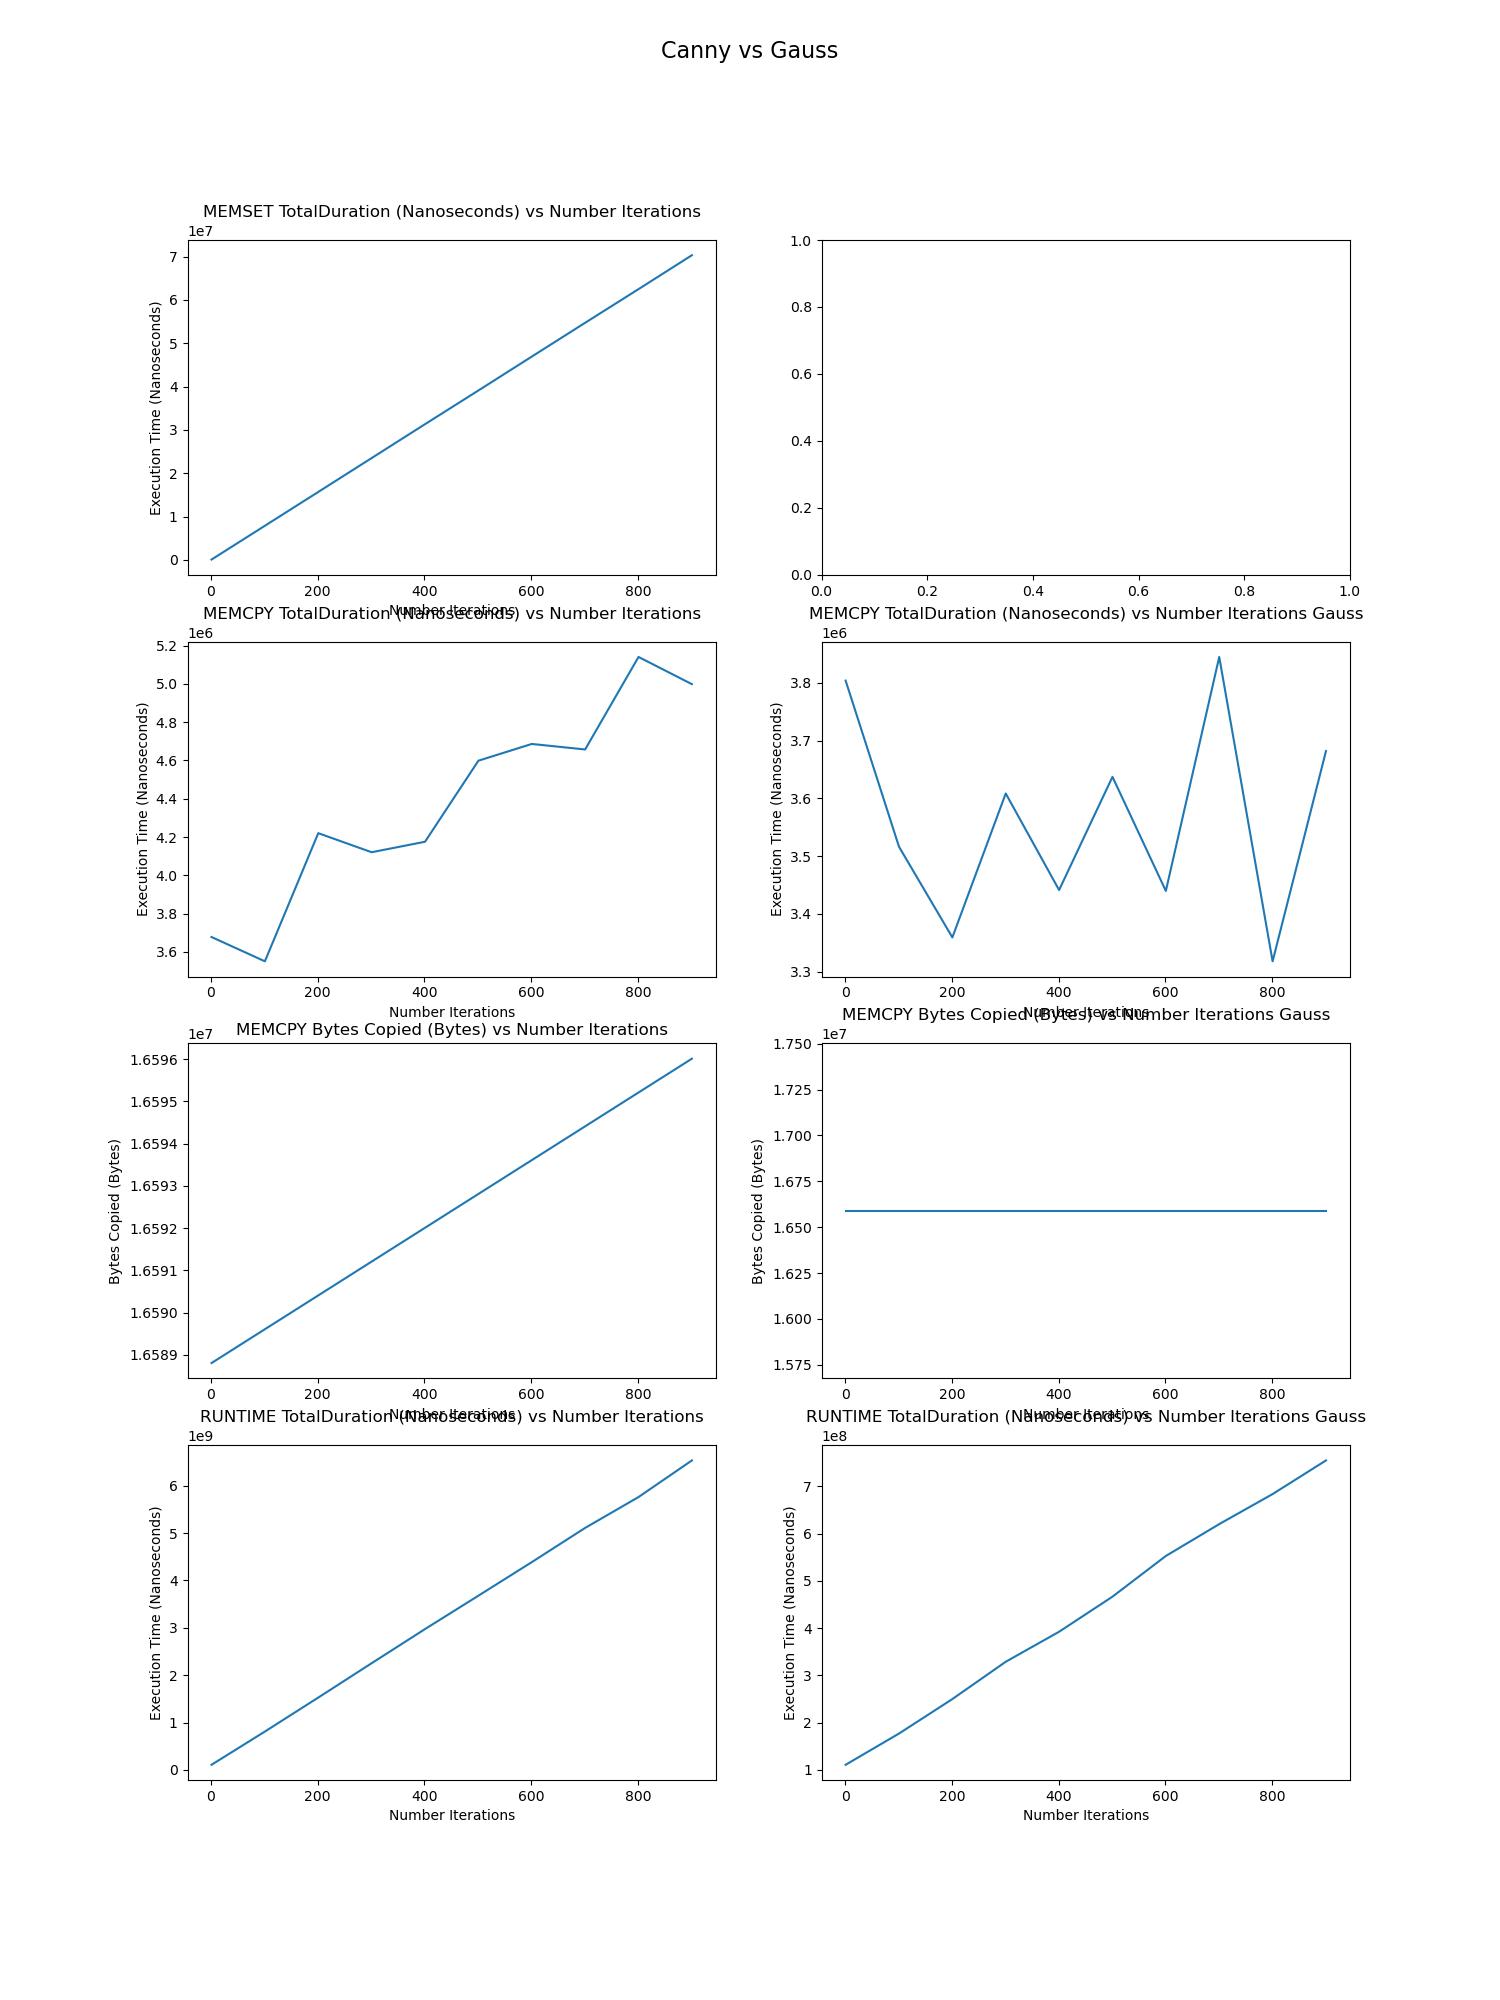 Canny vs Gauss
MEMSET TotalDuration (Nanoseconds) vs Number Iterations
1e7
Execution Time (Nanoseconds)
7
6
5
4
3
2
1
0
0 200 400 600 800
Number Iterations
1.0
0.8
0.6
0.4
0.2
0.0
0.0 0.2 0.4 0.6 0.8 1.0
MEMCPY TotalDuration (Nanoseconds) vs Number Iterations
1e6
Execution Time (Nanoseconds)
5.2
5.0
4.8
4.6
4.4
4.2
4.0
3.8
3.6
0 200 400 600 800
Number Iterations
MEMCPY TotalDuration (Nanoseconds) vs Number Iterations Gauss
1e6
Execution Time (Nanoseconds)
3.8
3.7
3.6
3.5
3.4
3.3
0 200 400 600 800
Number Iterations
MEMCPY Bytes Copied (Bytes) vs Number Iterations
1e7
Bytes Copied (Bytes)
1.6596
1.6595
1.6594
1.6593
1.6592
1.6591
1.6590
1.6589
0 200 400 600 800
Number Iterations
MEMCPY Bytes Copied (Bytes) vs Number Iterations Gauss
1e7
Bytes Copied (Bytes)
1.750
1.725
1.700
1.675
1.650
1.625
1.600
1.575
0 200 400 600 800
Number Iterations
RUNTIME TotalDuration (Nanoseconds) vs Number Iterations
1e9
Execution Time (Nanoseconds)
6
5
4
3
2
1
0
0 200 400 600 800
Number Iterations
RUNTIME TotalDuration (Nanoseconds) vs Number Iterations Gauss
1e8
Execution Time (Nanoseconds)
7
6
5
4
3
2
1
0 200 400 600 800
Number Iterations